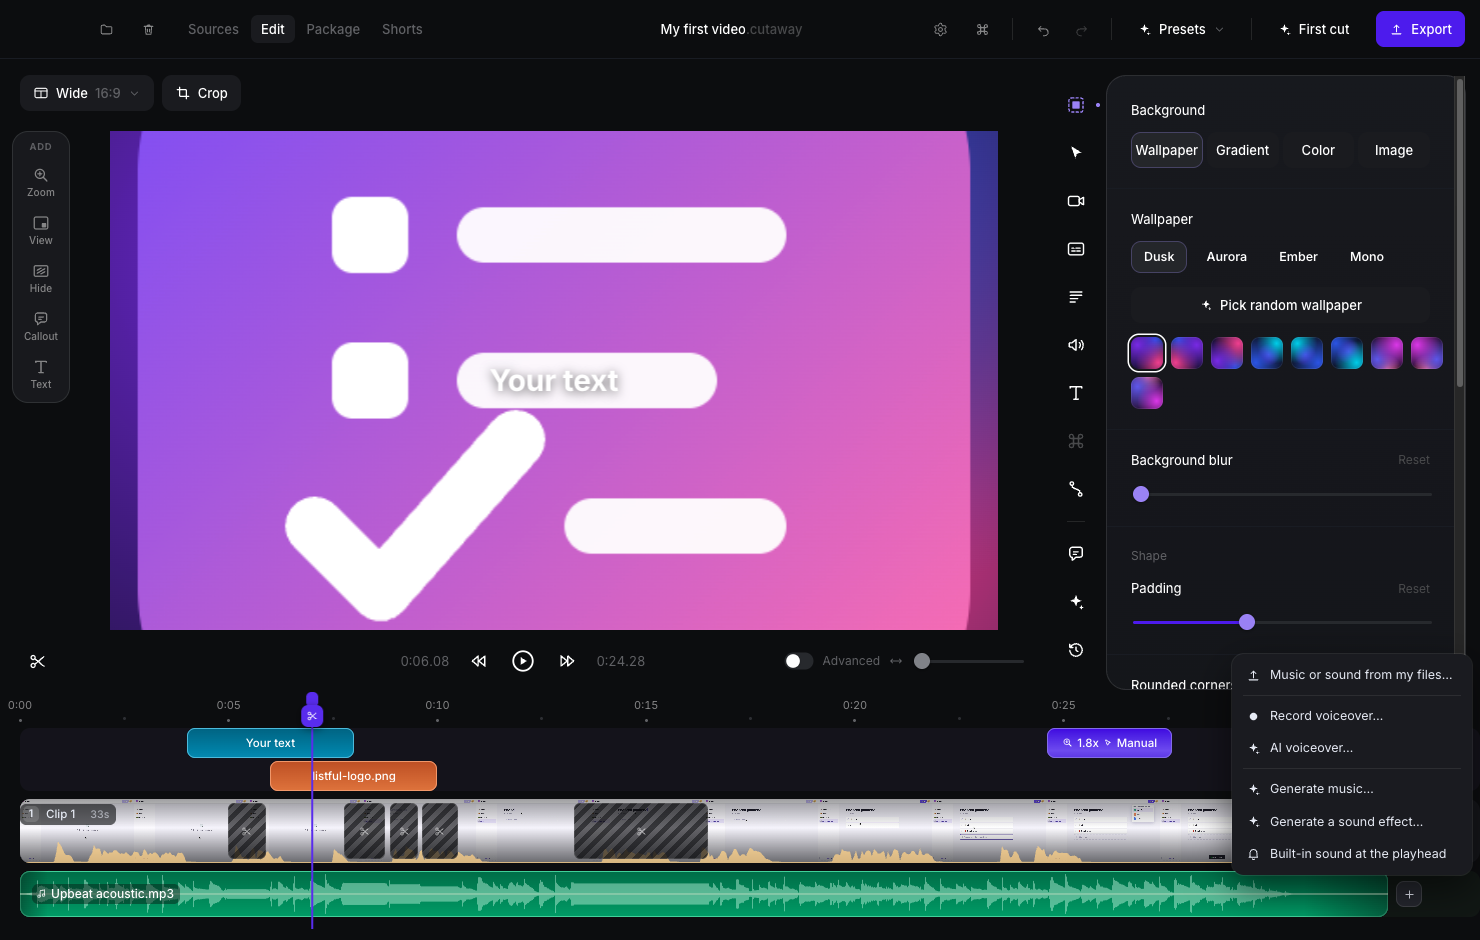 Sources Edit Package Shorts
My first video.cutaway
Presets First cut Export
Wide 16:9 Crop
ADD
Zoom
View
Hide
Callout
Text
Your text
Background
Wallpaper Gradient Color Image
Wallpaper
Dusk Aurora Ember Mono
Pick random wallpaper
Background blur Reset
Shape
Padding Reset
Rounded corners
0:06.08 0:24.28
Advanced
Music or sound from my files...
Record voiceover...
AI voiceover...
Generate music...
Generate a sound effect...
Built-in sound at the playhead
0:00 0:05 0:10 0:15 0:20 0:25
Your text
1.8x Manual
listful-logo.png
1 Clip 1 33s
Upbeat acoustic.mp3